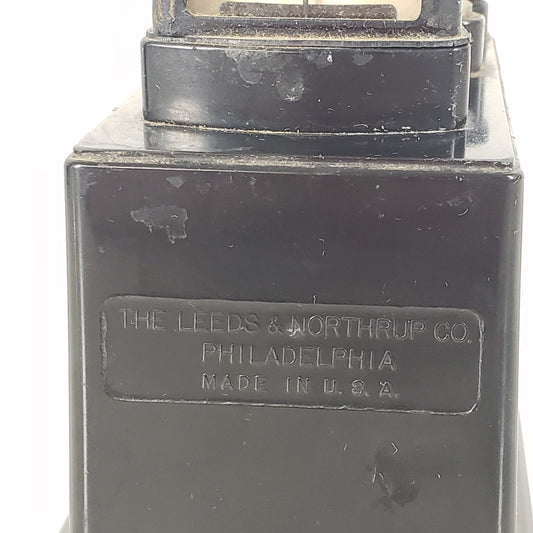 THE LEEDS & NORTHRUP CO.
PHILADELPHIA
MADE IN U. S. A.